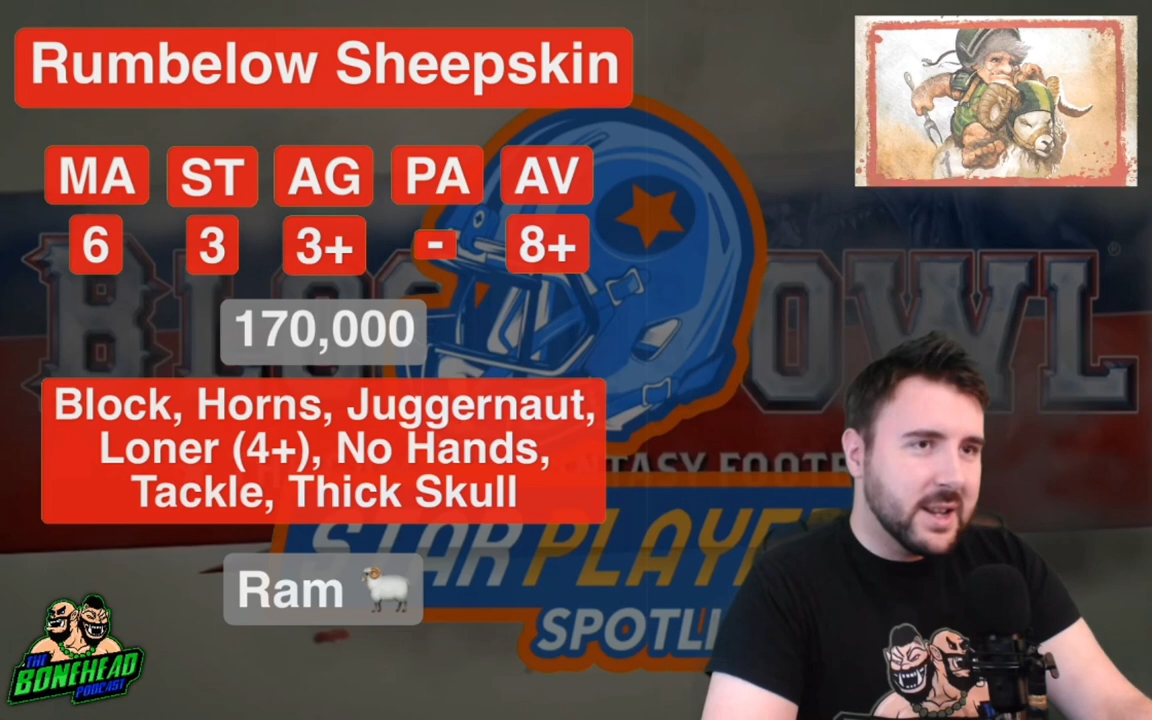 Rumbelow Sheepskin
MA ST AG PA AV
6 3 3+ - 8+
170,000
Block, Horns, Juggernaut,
Loner (4+), No Hands,
Tackle, Thick Skull
Ram
STAR PLAYE
SPOTLI
THE
BONEHEAD
PODCAST